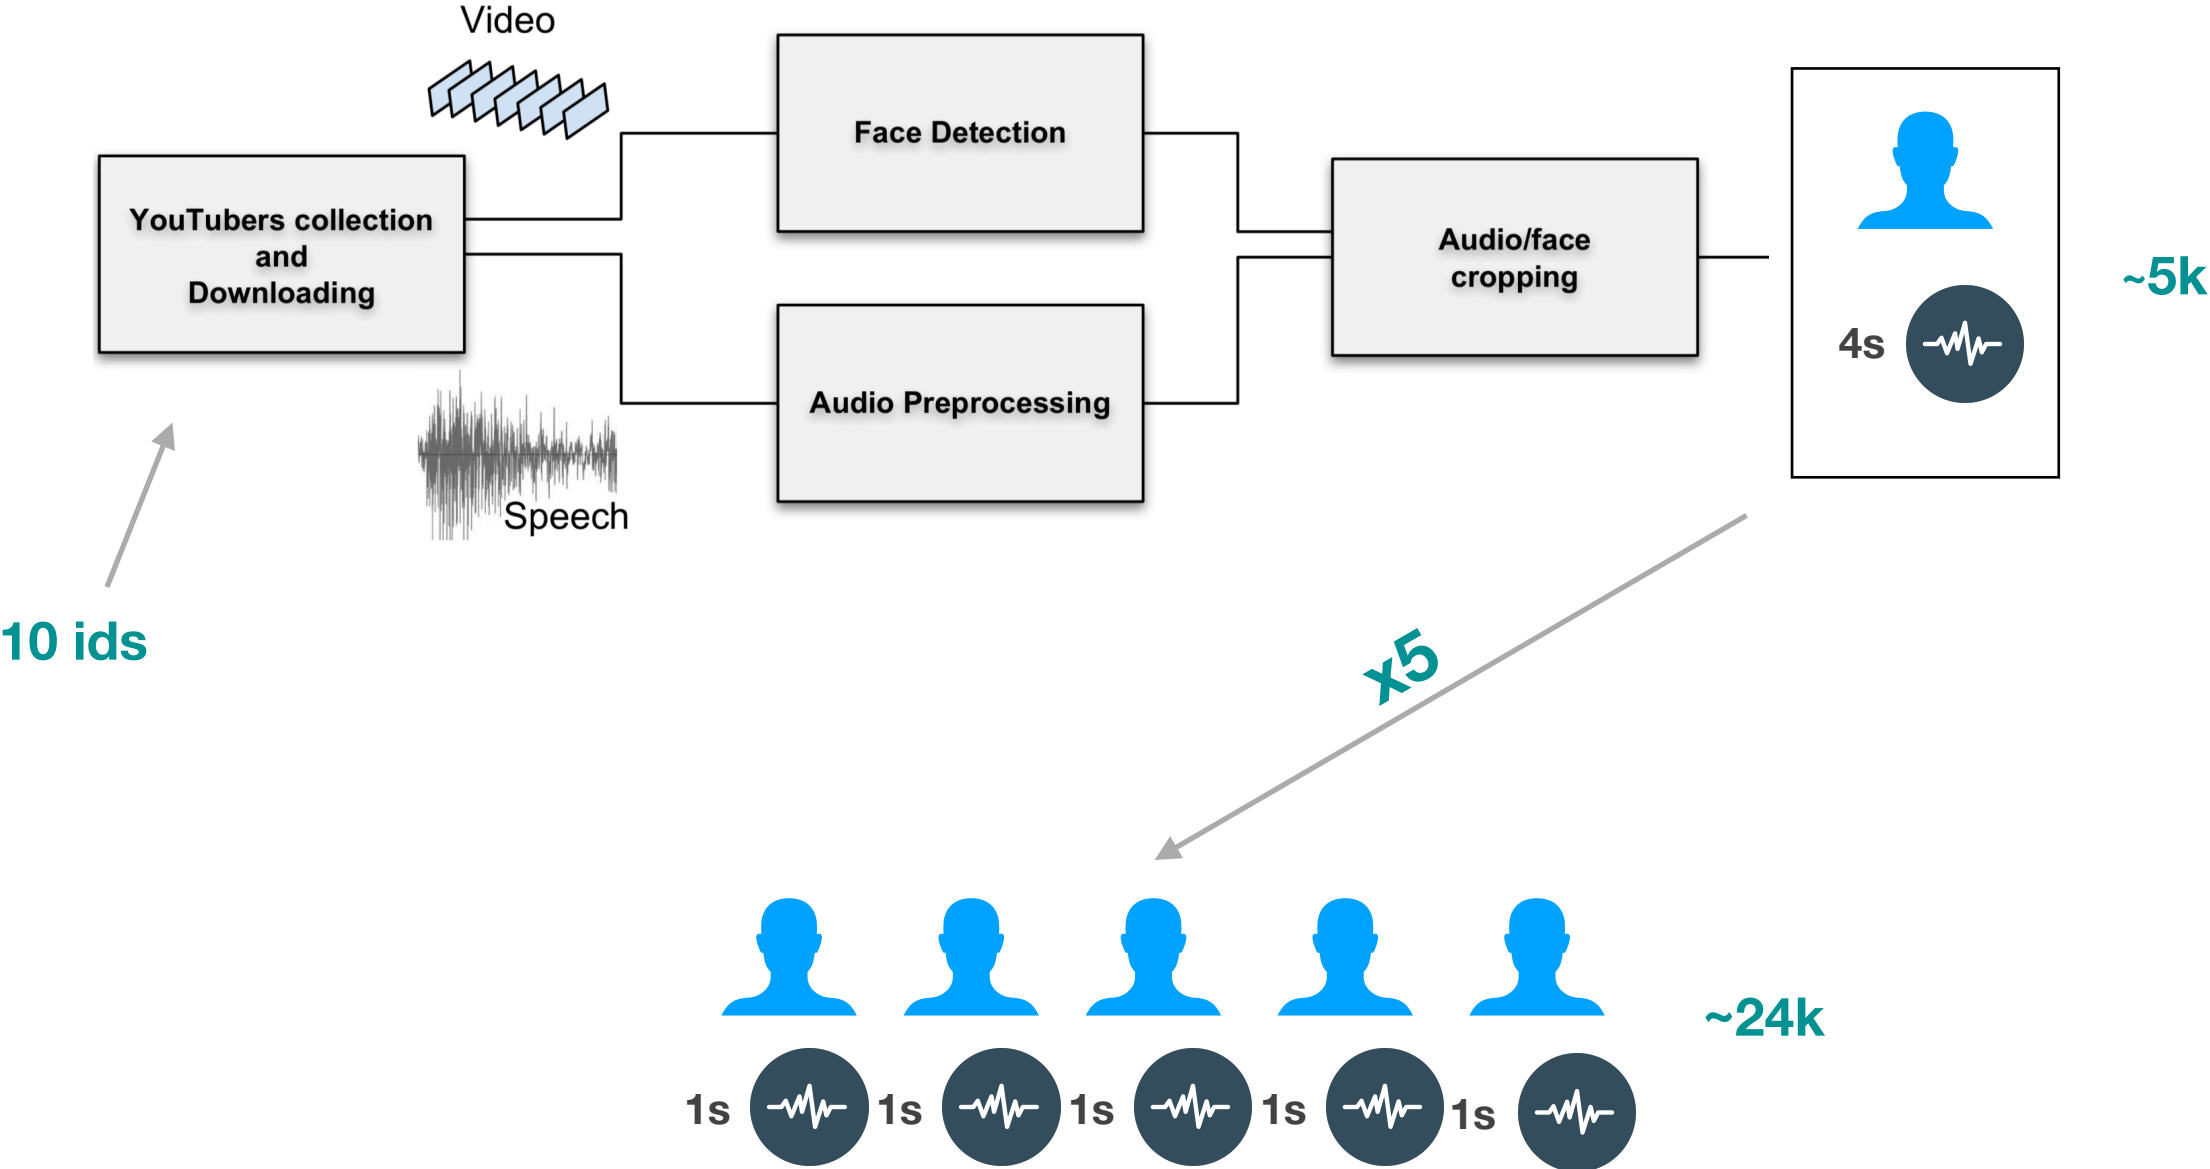 Video
Face Detection
YouTubers collection
and
Downloading
Audio/face
cropping
~5k
4s
Audio Preprocessing
Speech
10 ids
x5
~24k
1s
1s
1s
1s
1s